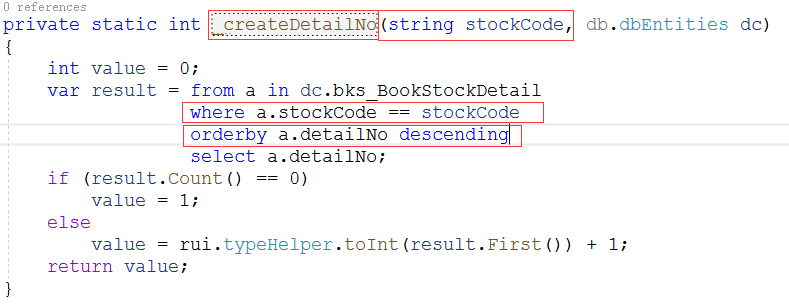 0 references
private static int _createDetailNo(string stockCode, db.dbEntities dc)
{
    int value = 0;
    var result = from a in dc.bks_BookStockDetail
                 where a.stockCode == stockCode
                 orderby a.detailNo descending
                 select a.detailNo;
    if (result.Count() == 0)
        value = 1;
    else
        value = rui.typeHelper.toInt(result.First()) + 1;
    return value;
}